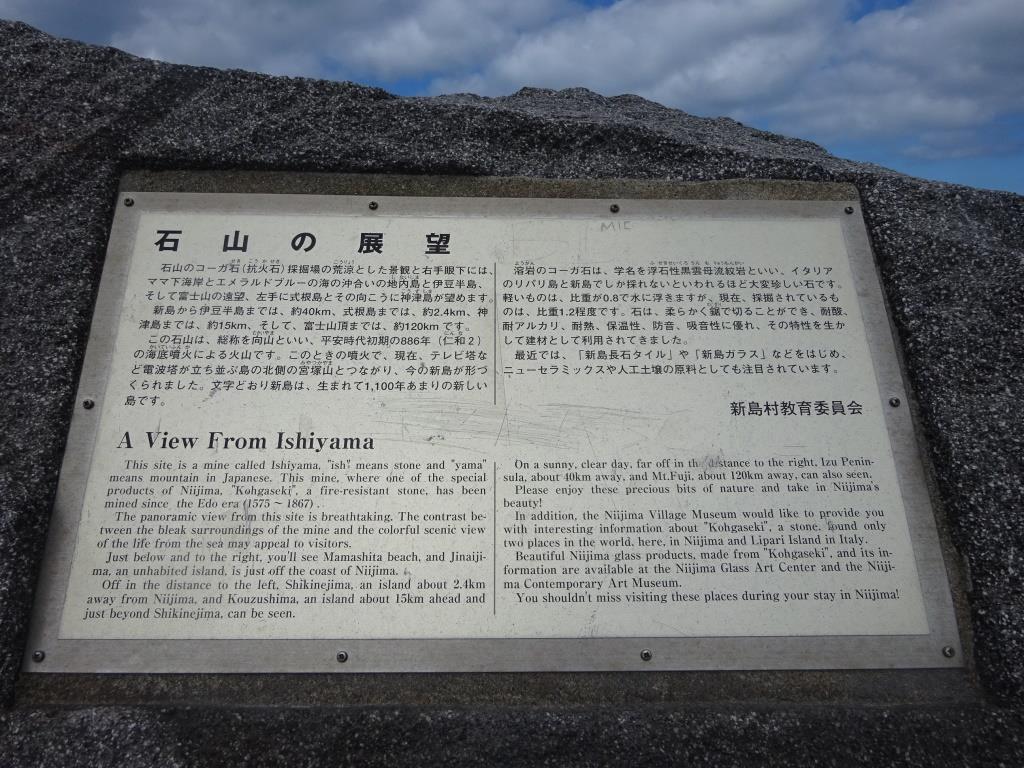 石山の展望
石山のコーガ石(抗火石)採掘場の荒涼とした景観と右手眼下には、
ママ下海岸とエメラルドブルーの海の沖合いの地内島と伊豆半島、
そして富士山の遠望、左手に式根島とその向こうに神津島が望めます。
新島から伊豆半島までは、約40km、式根島までは、約2.4km、神
津島までは、約15km、そして、富士山頂までは、約120kmです。
この石山は、総称を向山といい、平安時代初期の886年(仁和2)
の海底噴火による火山です。このときの噴火で、現在、テレビ塔な
ど電波塔が立ち並ぶ島の北側の宮塚山とつながり、今の新島が形づ
くられました。文字どおり新島は、生まれて1,100年あまりの新しい
島です。
溶岩のコーガ石は、学名を浮石性黒雲母流紋岩といい、イタリア
のリパリ島と新島でしか採れないといわれるほど大変珍しい石です。
軽いものは、比重が0.8で水に浮きますが、現在、採掘されているも
のは、比重1.2程度です。石は、柔らかく鋸で切ることができ、耐酸、
耐アルカリ、耐熱、保温性、防音、吸音性に優れ、その特性を生か
して建材として利用されてきました。
最近では、「新島長石タイル」や「新島ガラス」などをはじめ、
ニューセラミックスや人工土壌の原料としても注目されています。
新島村教育委員会
A View From Ishiyama
This site is a mine called Ishiyama, "ish" means stone and "yama"
means mountain in Japanese. This mine, where one of the special
products of Niijima, "Kohgaseki", a fire-resistant stone, has been
mined since the Edo era (1575～1867).
The panoramic view from this site is breathtaking. The contrast be-
tween the bleak surroundings of the mine and the colorful scenic view
of the life from the sea may appeal to visitors.
Just below and to the right, you'll see Mamashita beach, and Jinaiji-
ma, an unhabited island, is just off the coast of Niijima.
Off in the distance to the left, Shikinejima, an island about 2.4km
away from Niijima, and Kouzushima, an island about 15km ahead and
just beyond Shikinejima, can be seen.
On a sunny, clear day, far off in the distance to the right, Izu Penin-
sula, about 40km away, and Mt.Fuji, about 120km away, can also seen.
Please enjoy these precious bits of nature and take in Niijima's
beauty!
In addition, the Niijima Village Museum would like to provide you
with interesting information about "Kohgaseki", a stone, found only
two places in the world, here, in Niijima and Lipari Island in Italy.
Beautiful Niijima glass products, made from "Kohgaseki", and its in-
formation are available at the Niijima Glass Art Center and the Niiji-
ma Contemporary Art Museum.
You shouldn't miss visiting these places during your stay in Niijima!